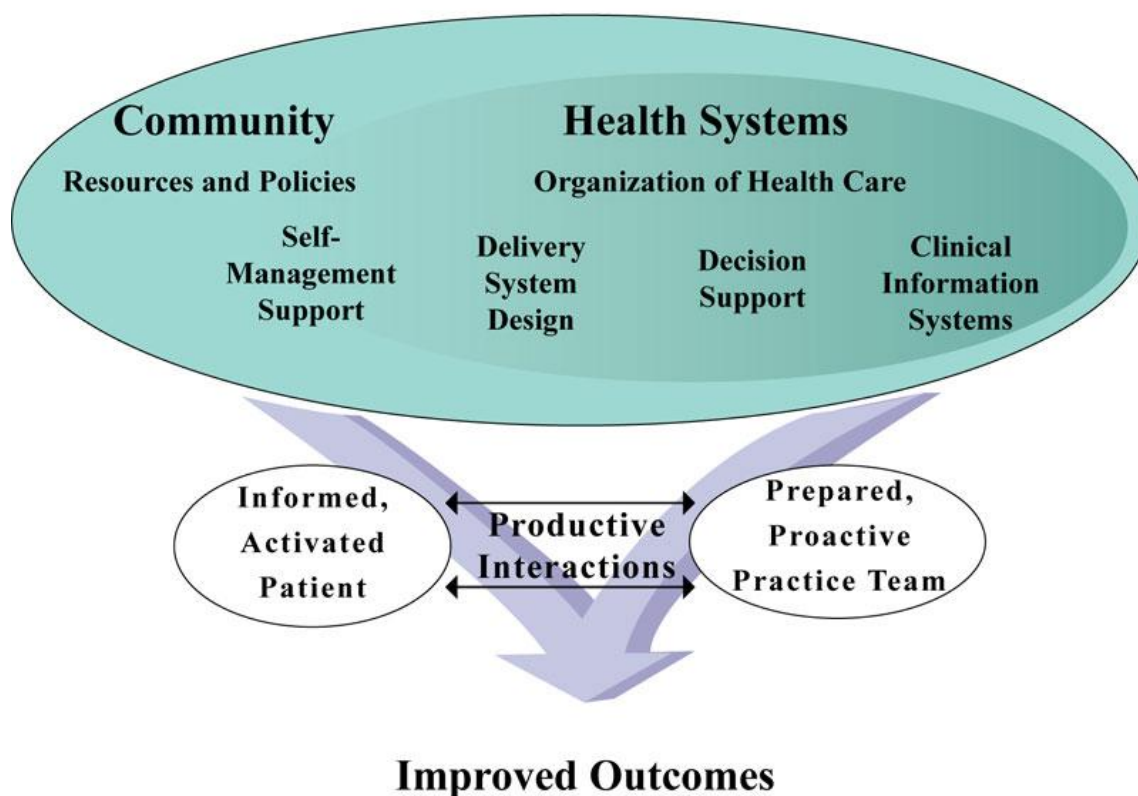 Community
Health Systems
Resources and Policies
Organization of Health Care
Self-
Management
Support
Delivery
System
Design
Decision
Support
Clinical
Information
Systems
Informed,
Activated
Patient
Productive
Interactions
Prepared,
Proactive
Practice Team
Improved Outcomes